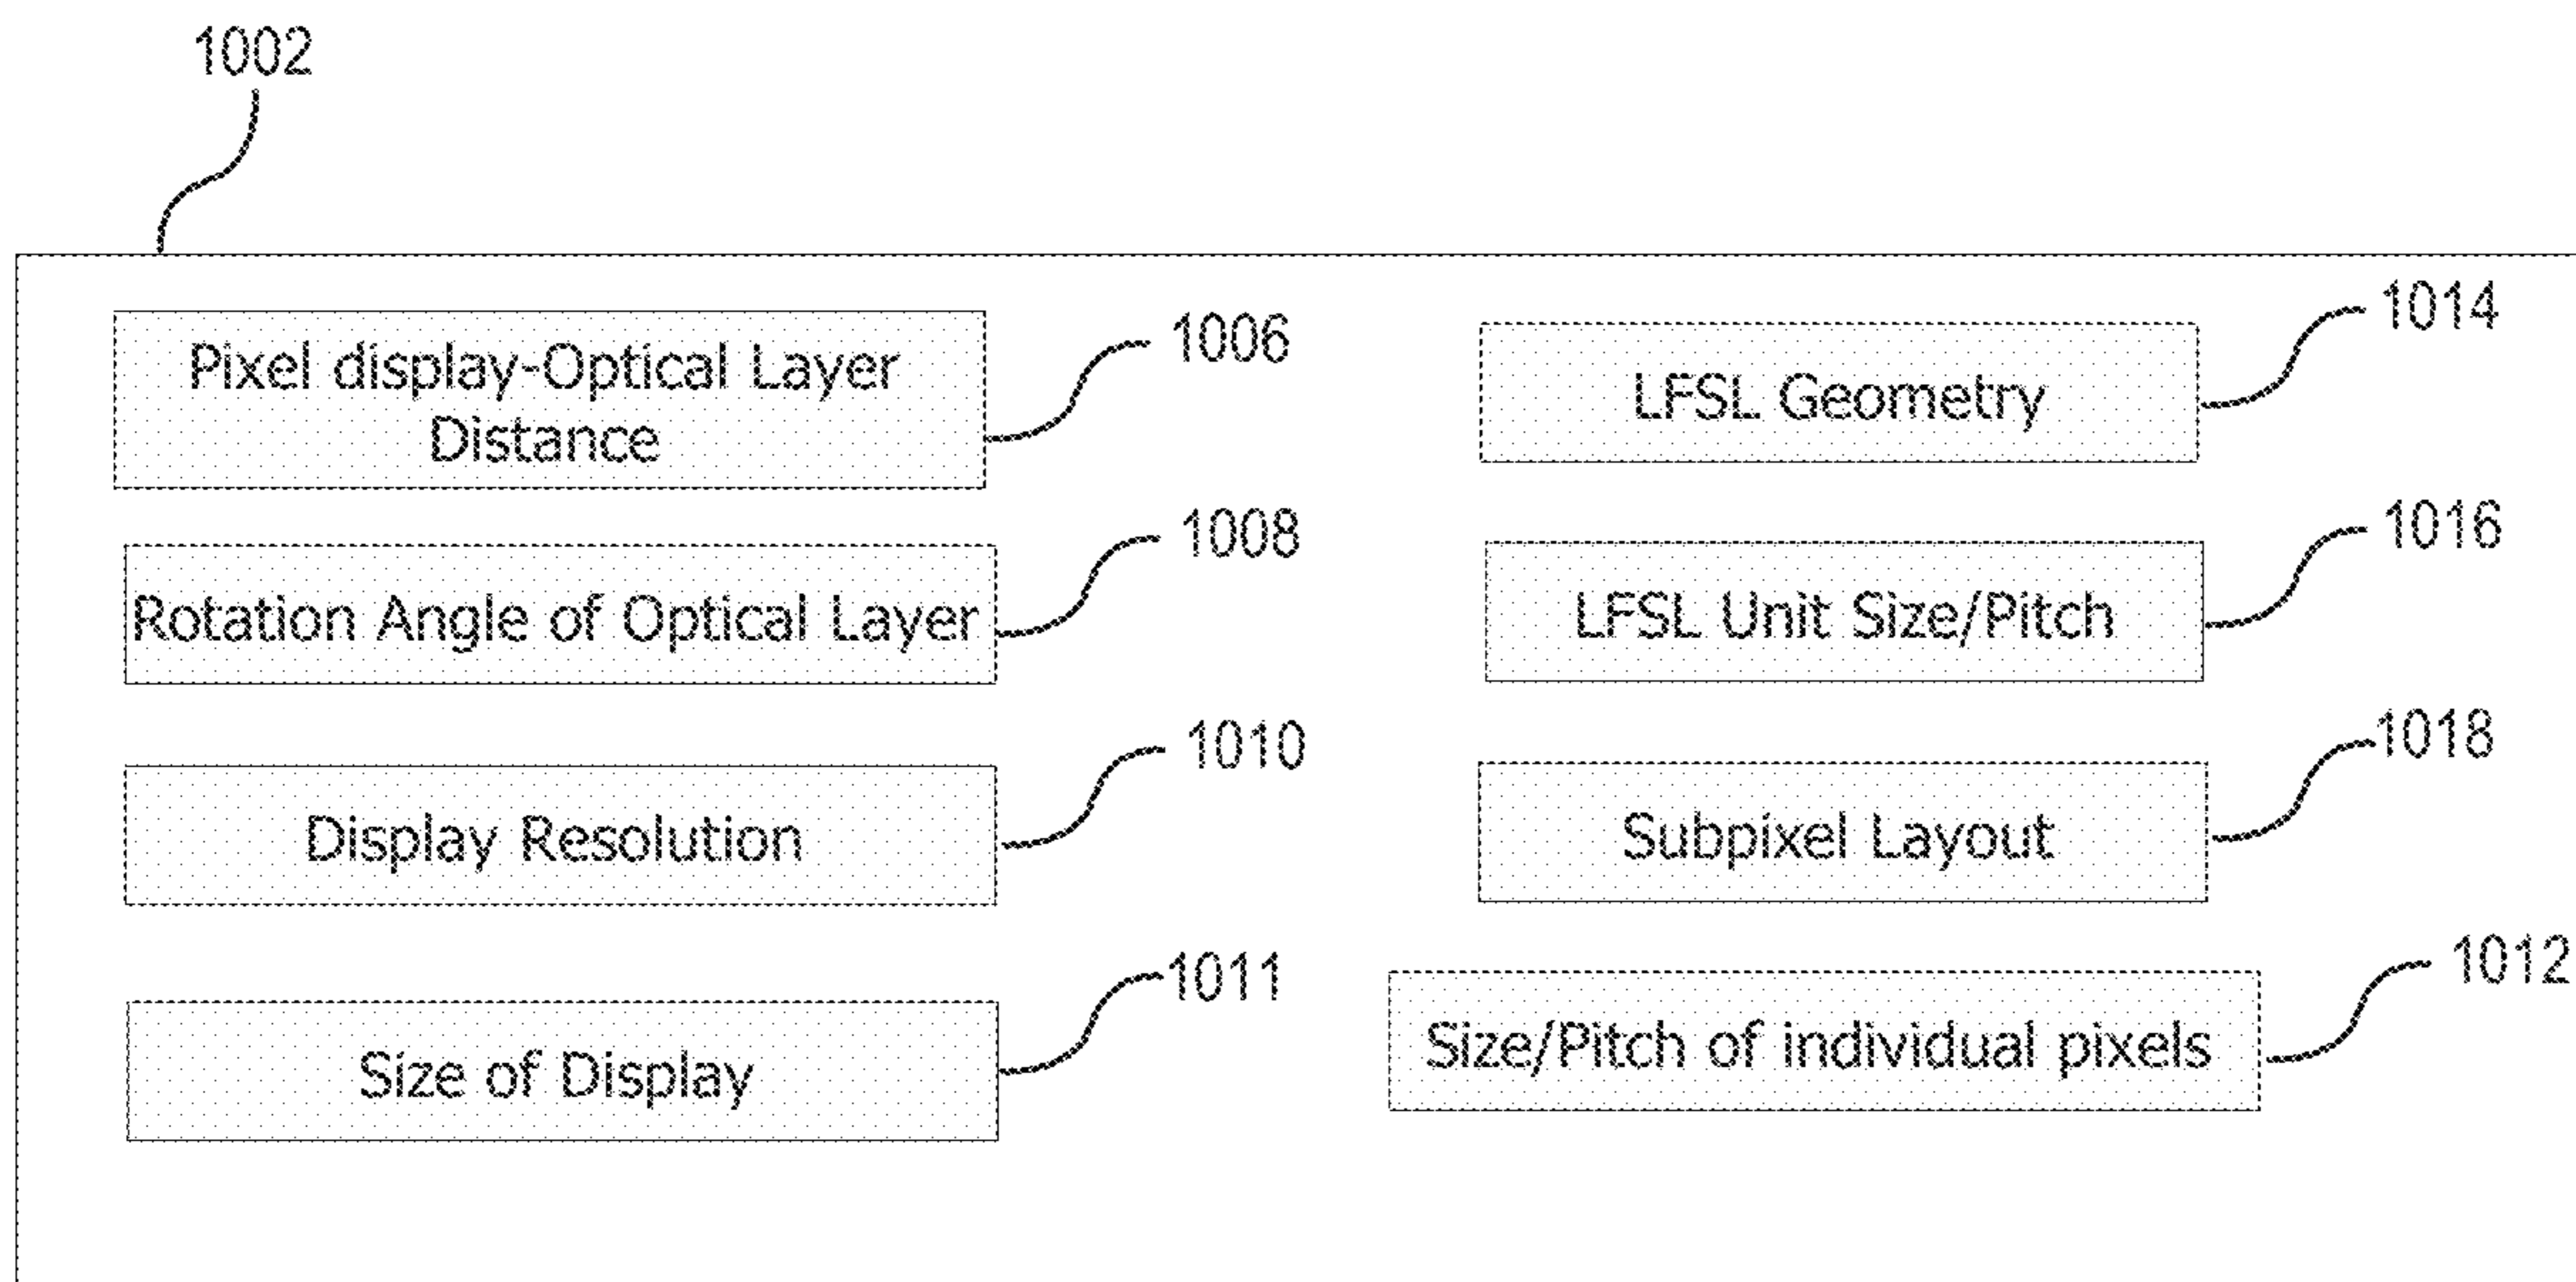 1002
Pixel display-Optical Layer
Distance
1006
Rotation Angle of Optical Layer
1008
Display Resolution
1010
Size of Display
1011
LFSL Geometry
1014
LFSL Unit Size/Pitch
1016
Subpixel Layout
1018
Size/Pitch of individual pixels
1012